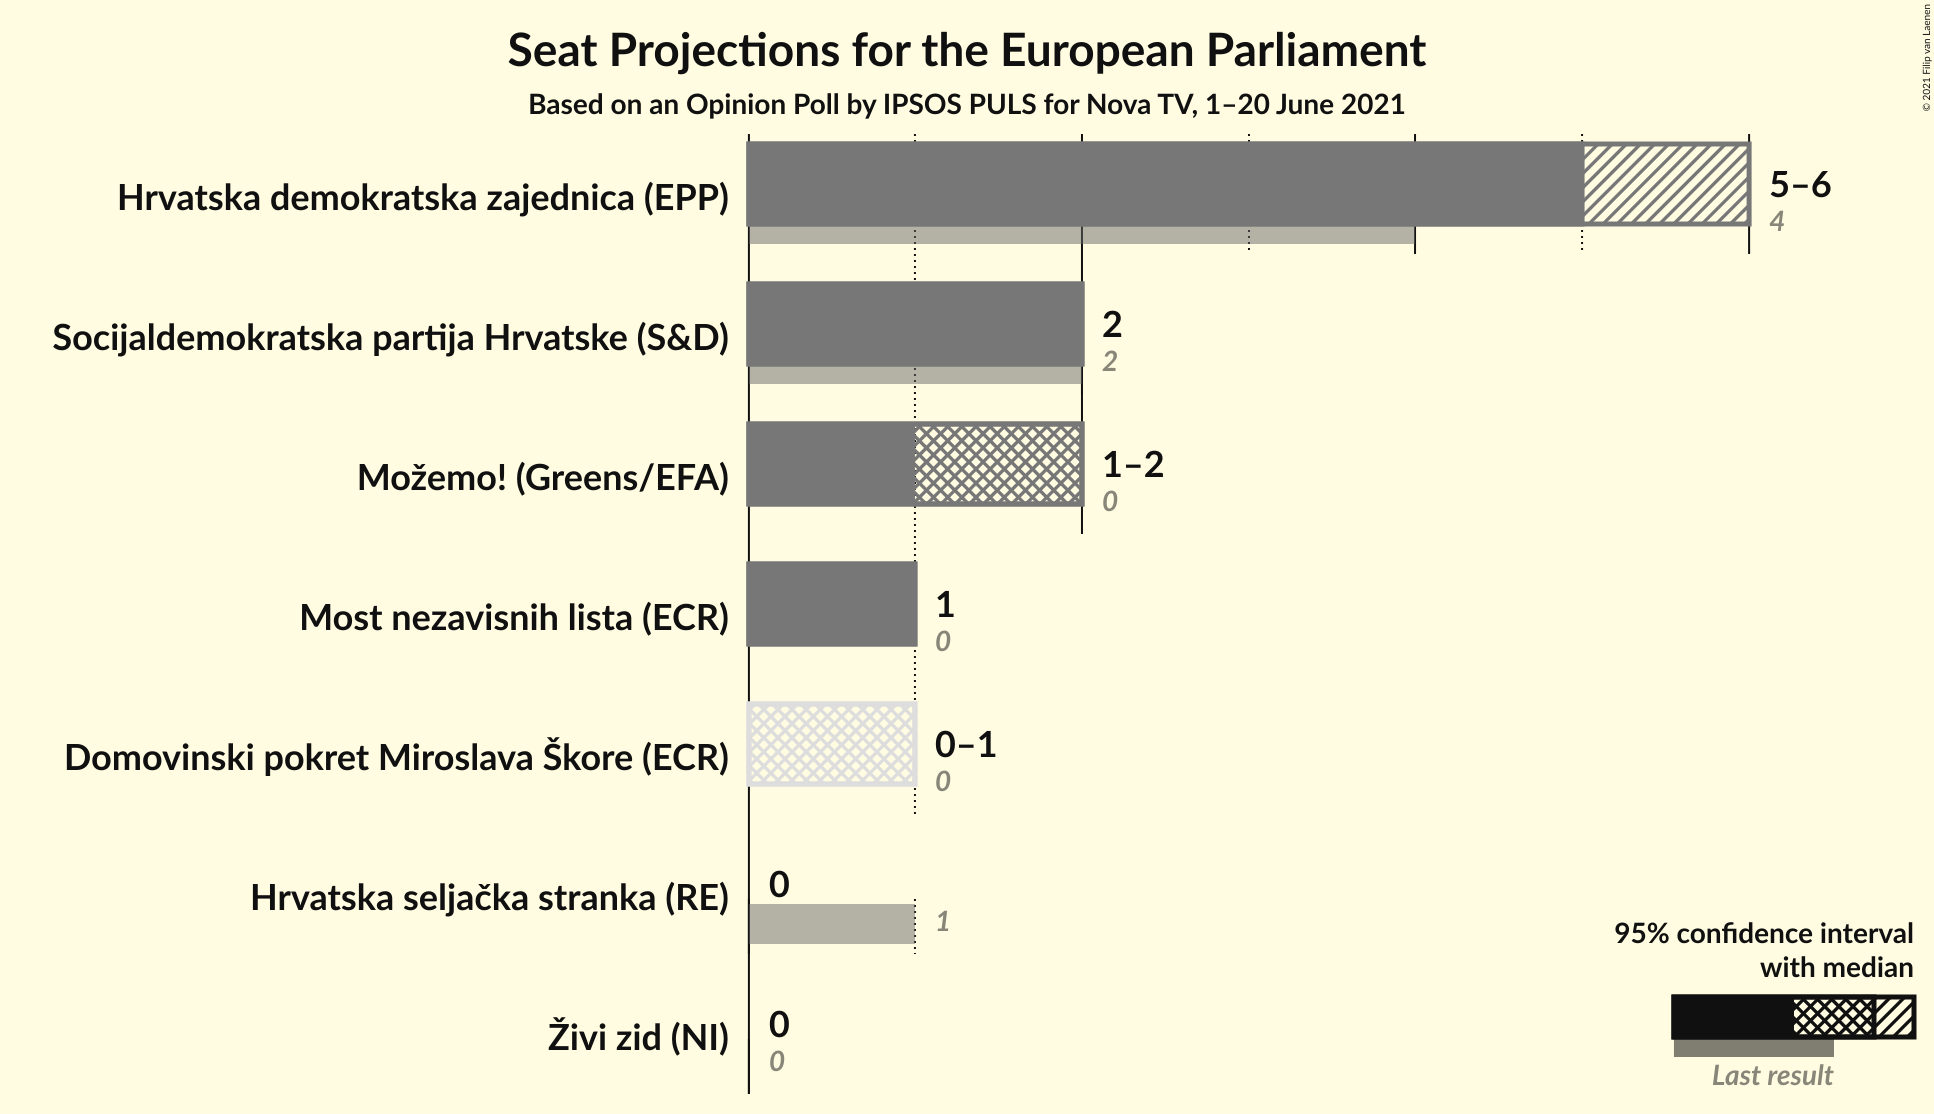 Seat Projections for the European Parliament
Based on an Opinion Poll by IPSOS PULS for Nova TV, 1–20 June 2021
© 2021 Filip van Laenen
Hrvatska demokratska zajednica (EPP)
5–6
4
Socijaldemokratska partija Hrvatske (S&D)
2
2
Možemo! (Greens/EFA)
1–2
0
Most nezavisnih lista (ECR)
1
0
Domovinski pokret Miroslava Škore (ECR)
0–1
0
Hrvatska seljačka stranka (RE)
0
1
Živi zid (NI)
0
0
95% confidence interval
with median
Last result